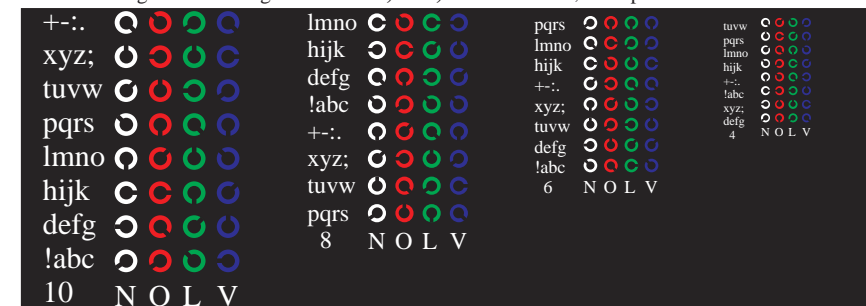 +-:.
xyz;
tuvw
pqrs
lmno
hijk
defg
!abc
10 N O L V
lmno
hijk
defg
!abc
+-:.
xyz;
tuvw
pqrs
8 N O L V
pqrs
lmno
hijk
+-:.
xyz;
tuvw
defg
!abc
6 N O L V
tuvw
pqrs
lmno
hijk
+-:.
!abc
xyz;
defg
4 N O L V